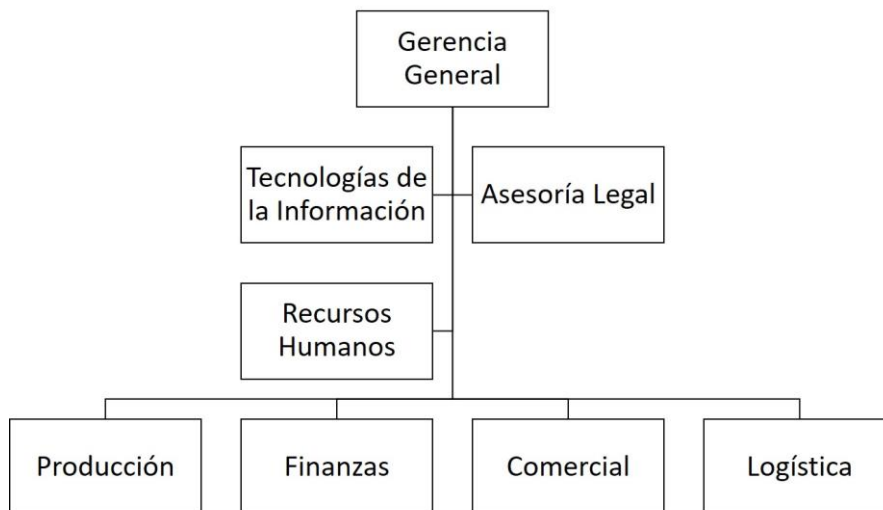 Gerencia
General
Tecnologías de
la Información
Asesoría Legal
Recursos
Humanos
Producción
Finanzas
Comercial
Logística